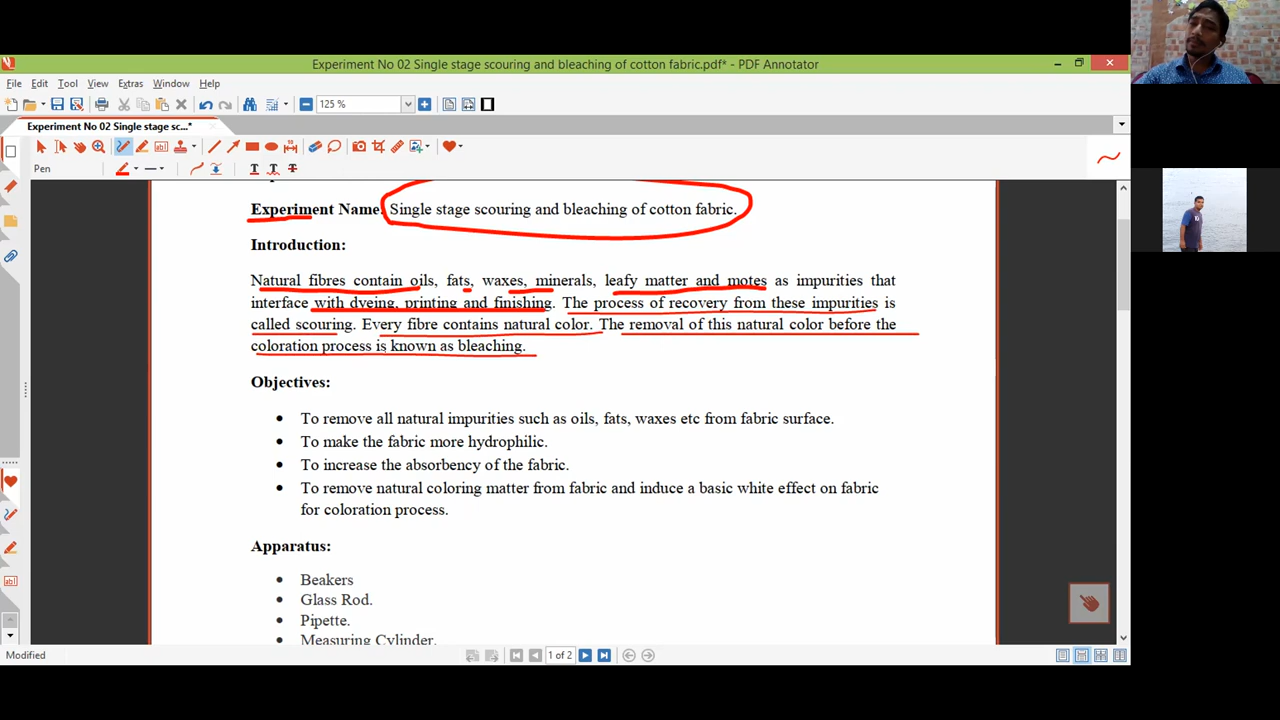 Experiment No 02 Single stage scouring and bleaching of cotton fabric.pdf* - PDF Annotator
File Edit Tool View Extras Window Help
125 %
Experiment No 02 Single stage sc...*
Pen
Experiment Name: Single stage scouring and bleaching of cotton fabric.
Introduction:
Natural fibres contain oils, fats, waxes, minerals, leafy matter and motes as impurities that
interface with dyeing, printing and finishing. The process of recovery from these impurities is
called scouring. Every fibre contains natural color. The removal of this natural color before the
coloration process is known as bleaching.
Objectives:
• To remove all natural impurities such as oils, fats, waxes etc from fabric surface.
• To make the fabric more hydrophilic.
• To increase the absorbency of the fabric.
• To remove natural coloring matter from fabric and induce a basic white effect on fabric
for coloration process.
Apparatus:
• Beakers
• Glass Rod.
• Pipette.
• Measuring Cylinder.
Modified
1 of 2